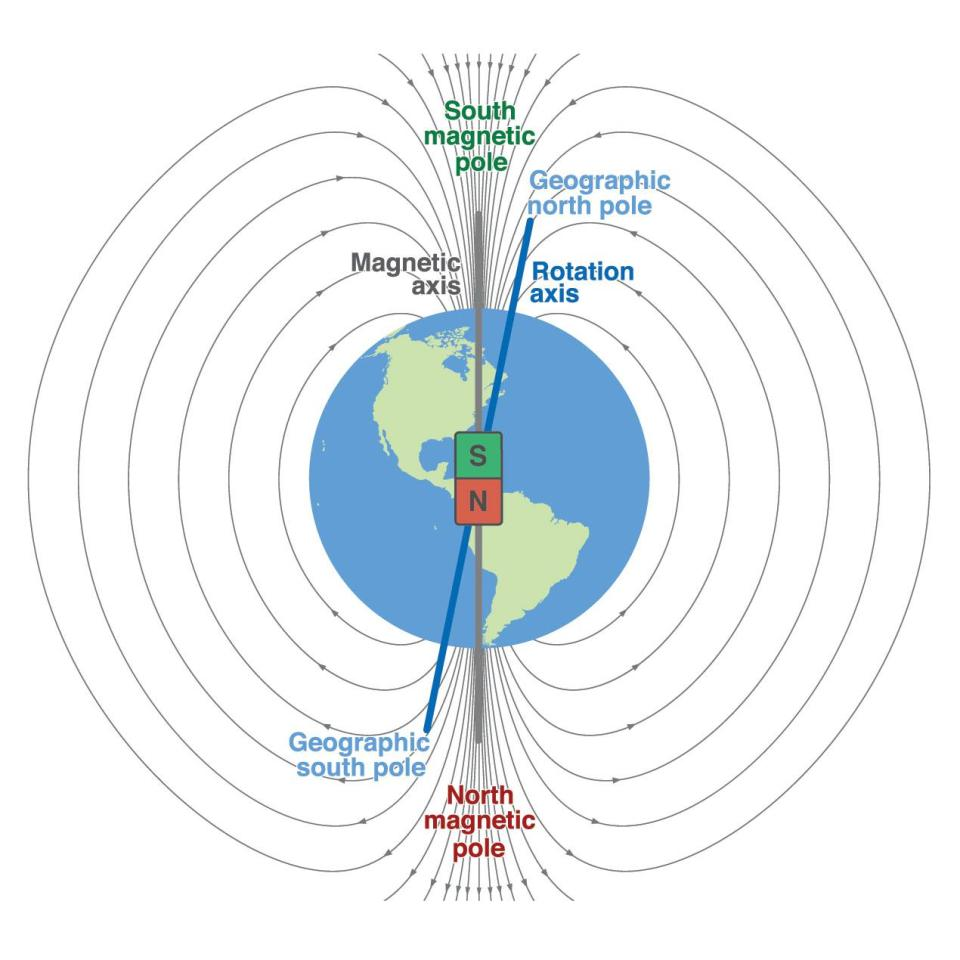 South
magnetic
pole
Geographic
north pole
Magnetic
axis
Rotation
axis
S
N
Geographic
south pole
North
magnetic
pole